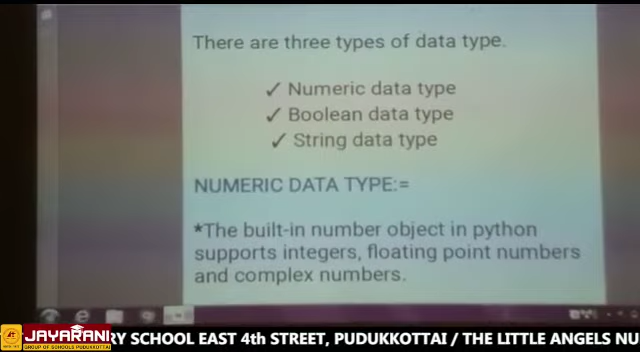 There are three types of data type.
✓ Numeric data type
✓ Boolean data type
✓ String data type
NUMERIC DATA TYPE:=
*The built-in number object in python
supports integers, floating point numbers
and complex numbers.
JAYARANI
GROUP OF SCHOOLS PUDUKKOTTAI
RY SCHOOL EAST 4th STREET, PUDUKKOTTAI / THE LITTLE ANGELS NU